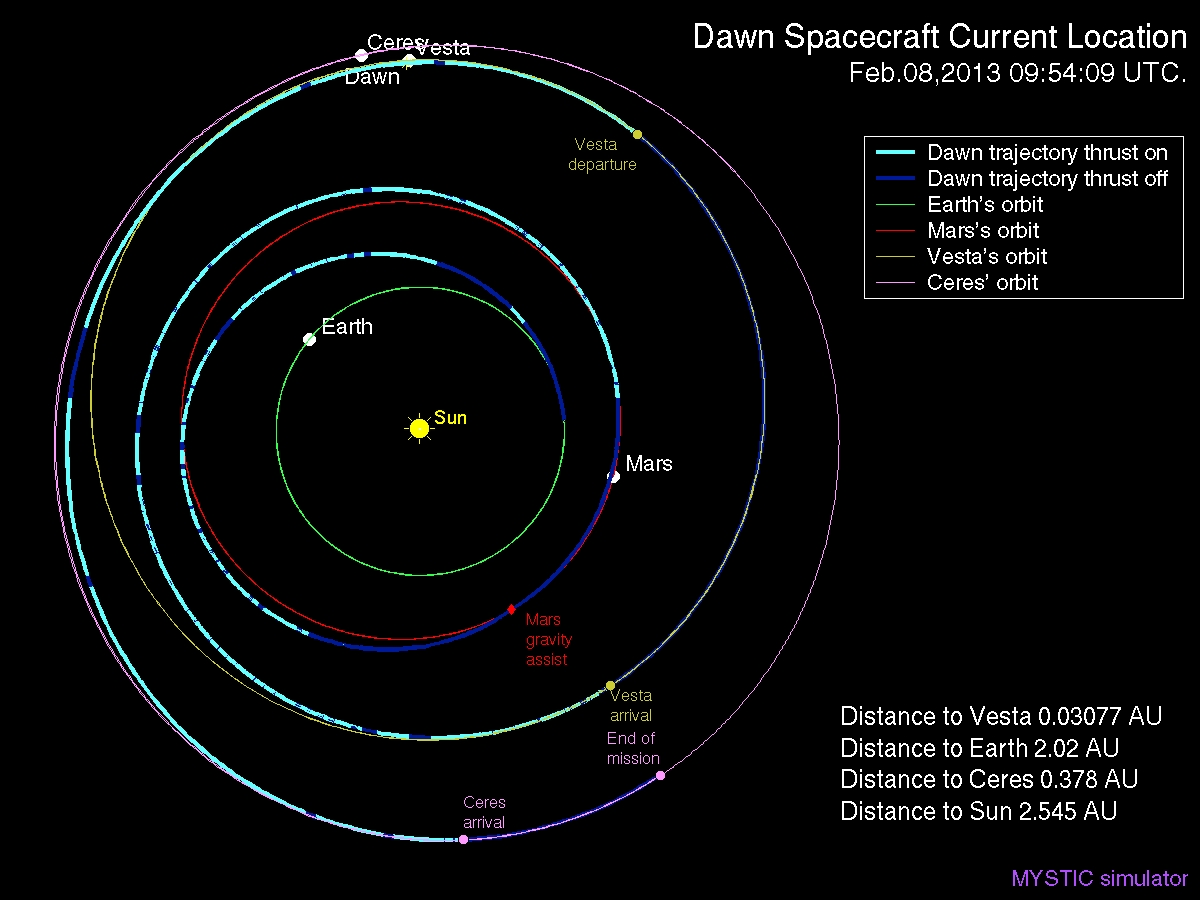 Dawn Spacecraft Current Location
Feb.08,2013 09:54:09 UTC.
Ceres
Vesta
Dawn
Vesta
departure
Dawn trajectory thrust on
Dawn trajectory thrust off
Earth's orbit
Mars's orbit
Vesta's orbit
Ceres' orbit
Earth
Sun
Mars
Mars
gravity
assist
Vesta
arrival
End of
mission
Ceres
arrival
Distance to Vesta 0.03077 AU
Distance to Earth 2.02 AU
Distance to Ceres 0.378 AU
Distance to Sun 2.545 AU
MYSTIC simulator